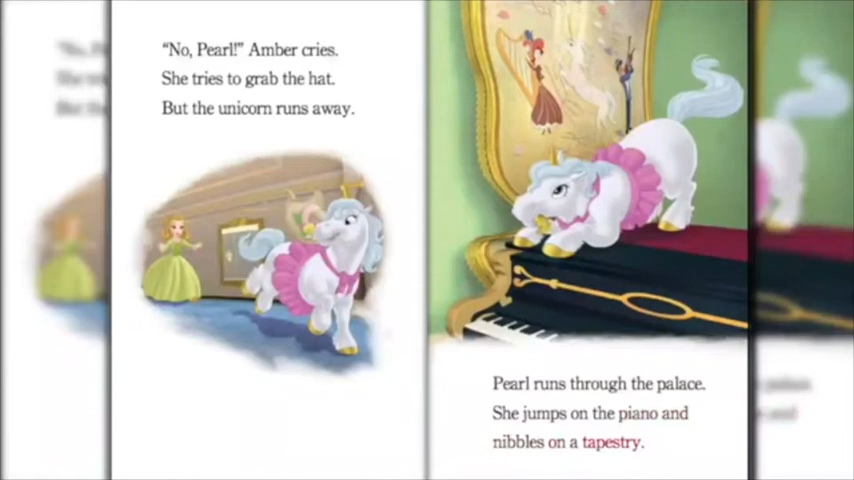 “No, Pearl!” Amber cries.
She tries to grab the hat.
But the unicorn runs away.
Pearl runs through the palace.
She jumps on the piano and
nibbles on a tapestry.